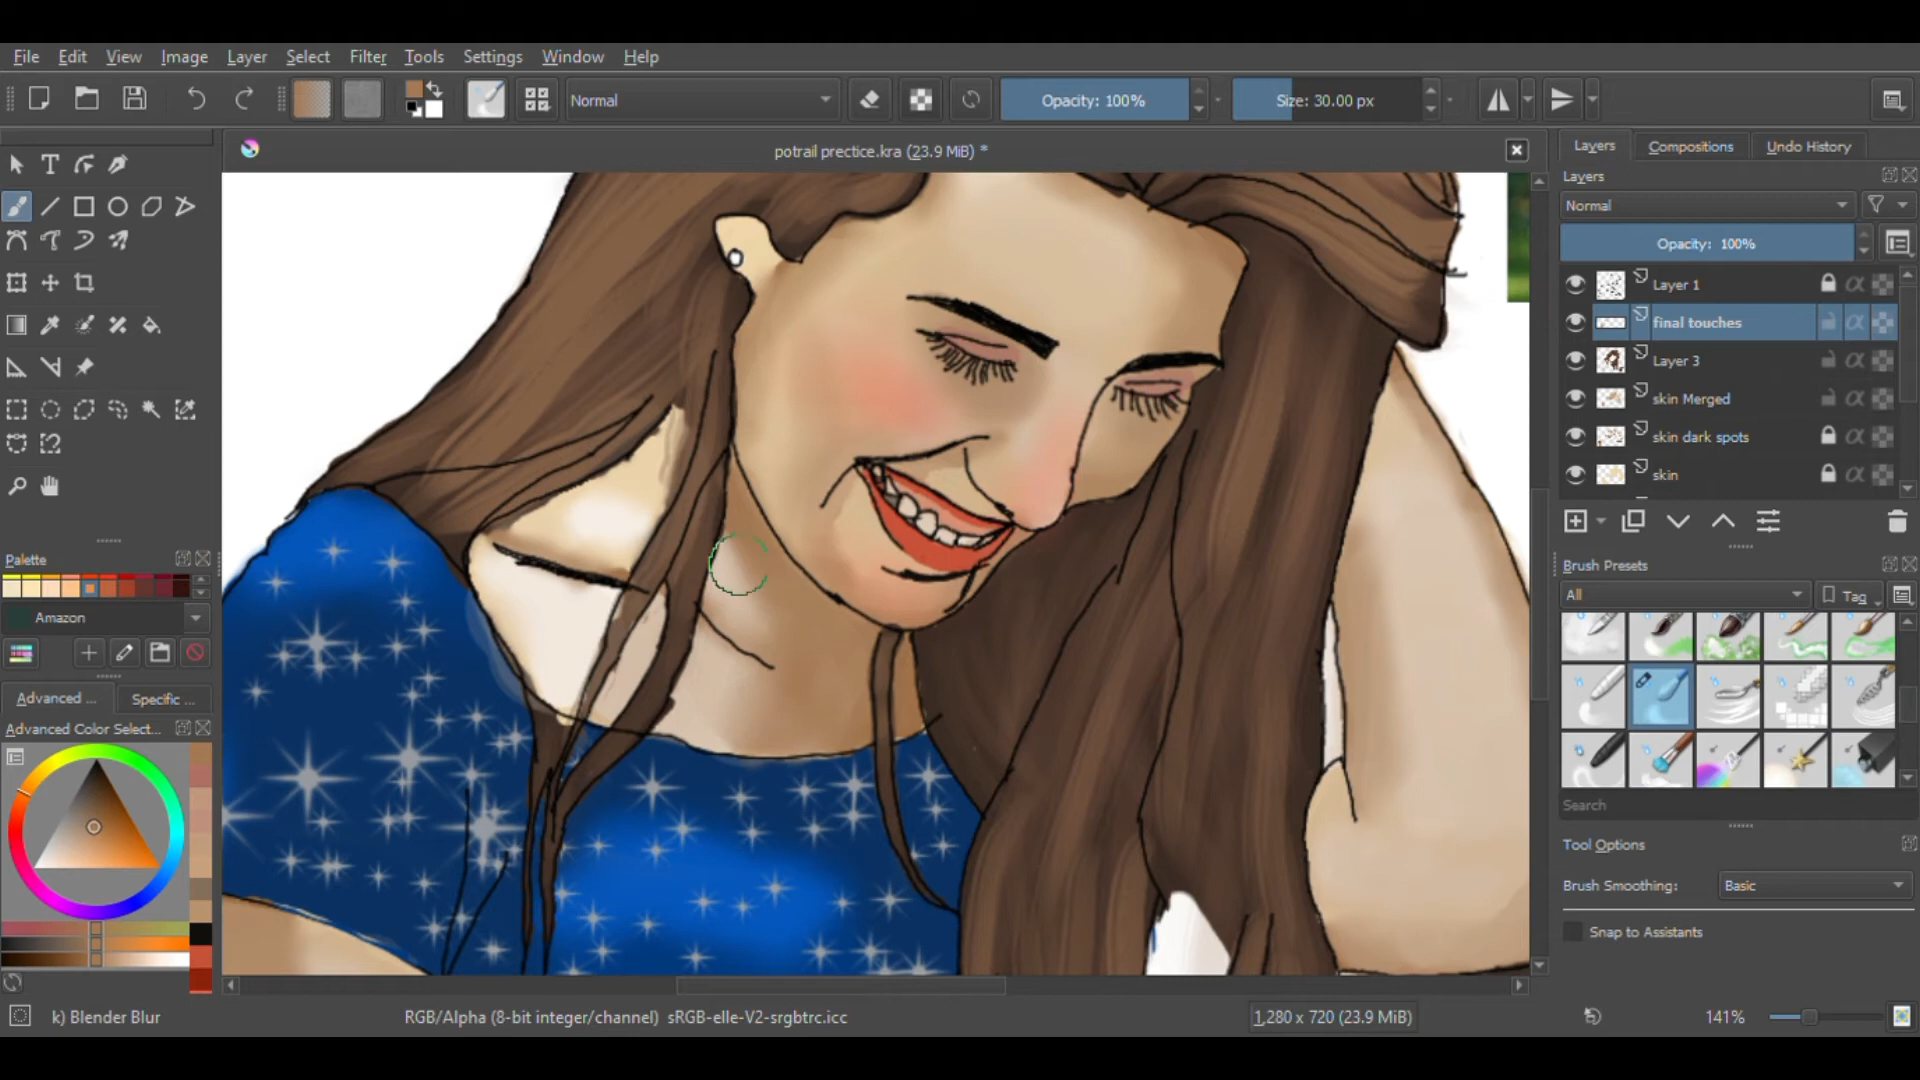 File Edit View Image Layer Select Filter Tools Settings Window Help
Normal Opacity: 100% Size: 30.00 px
potrail prectice.kra (23.9 MiB) *
Layers Compositions Undo History
Layers
Normal
Opacity: 100%
Layer 1
final touches
Layer 3
skin Merged
skin dark spots
skin
Palette
Amazon
Advanced ... Specific ...
Advanced Color Select...
Brush Presets
All Tag
Search
Tool Options
Brush Smoothing: Basic
Snap to Assistants
k) Blender Blur RGB/Alpha (8-bit integer/channel) sRGB-elle-V2-srgbtrc.icc 1,280 x 720 (23.9 MiB) 141%